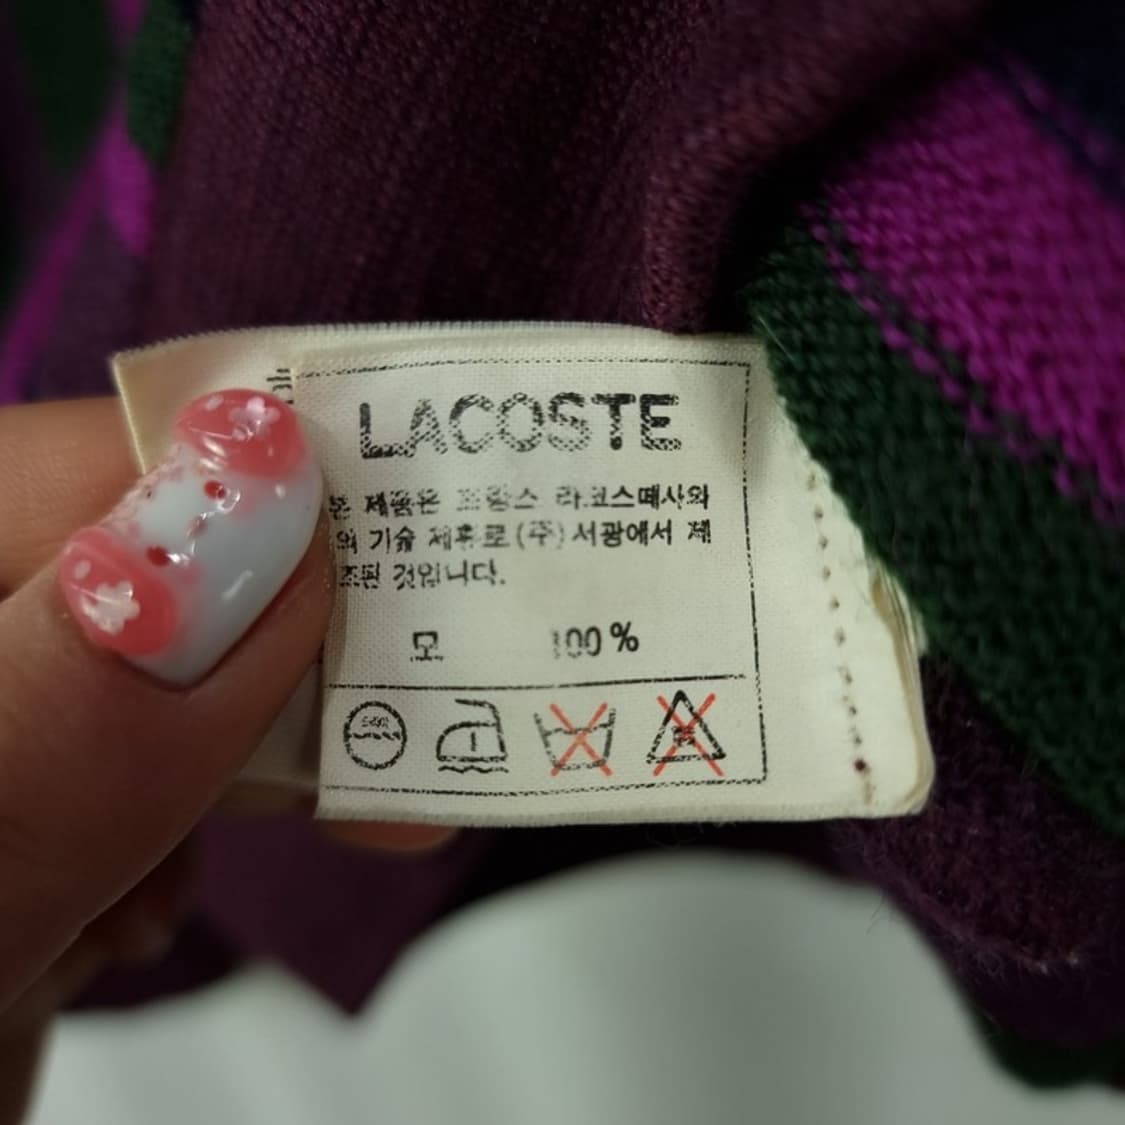 LACOSTE
본 제품은 프랑스 라코스떼사와
의 기술 제휴로 (주)서광에서 제
조된 것입니다.
모 100%